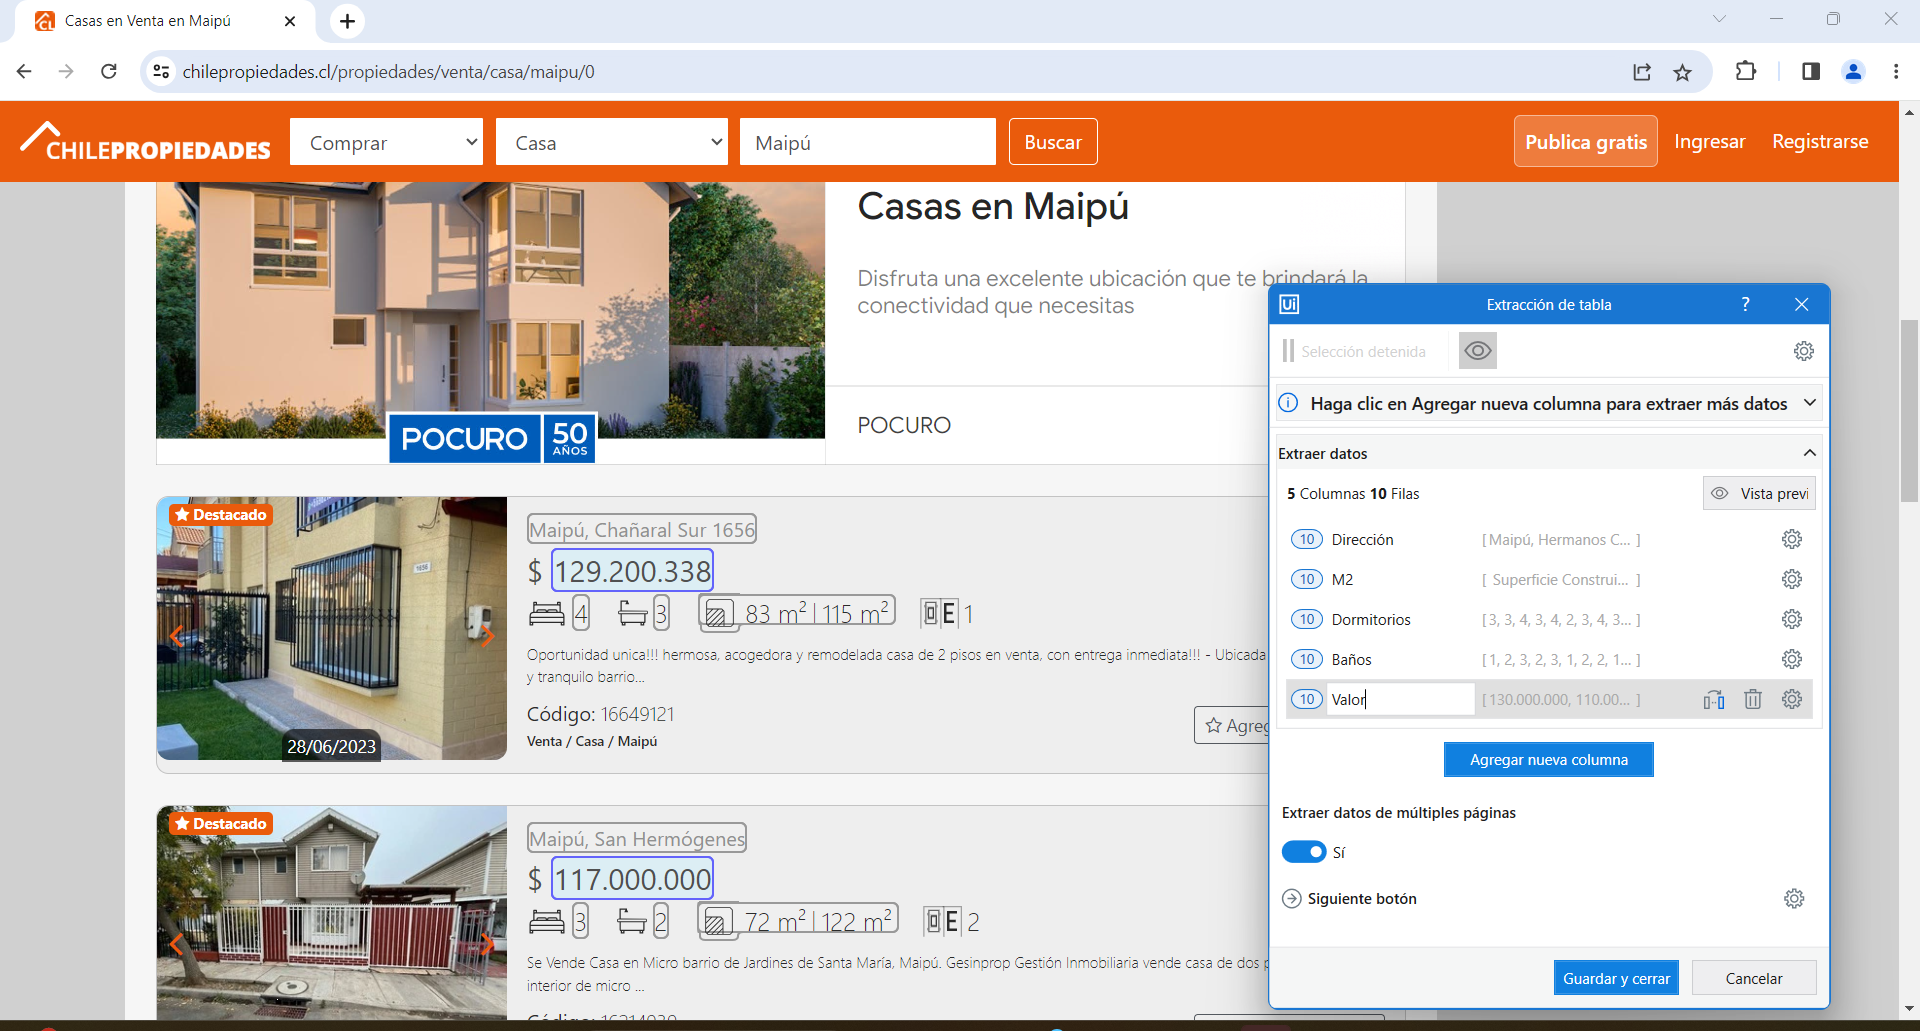 Casas en Venta en Maipú
chilepropiedades.cl/propiedades/venta/casa/maipu/0
CHILEPROPIEDADES
Comprar
Casa
Maipú
Buscar
Publica gratis
Ingresar
Registrarse
Casas en Maipú
Disfruta una excelente ubicación que te brindará la
conectividad que necesitas
POCURO
50
AÑOS
POCURO
Destacado
Maipú, Chañaral Sur 1656
$ 129.200.338
4
3
83 m² | 115 m²
E 1
Oportunidad unica!!! hermosa, acogedora y remodelada casa de 2 pisos en venta, con entrega inmediata!!! - Ubicada
y tranquilo barrio...
Código: 16649121
Venta / Casa / Maipú
28/06/2023
Destacado
Maipú, San Hermógenes
$ 117.000.000
3
2
72 m² | 122 m²
E 2
Se Vende Casa en Micro barrio de Jardines de Santa María, Maipú. Gesinprop Gestión Inmobiliaria vende casa de dos
interior de micro ...
Ui
Extracción de tabla
?
Selección detenida
Haga clic en Agregar nueva columna para extraer más datos
Extraer datos
5 Columnas 10 Filas
Vista previ
10 Dirección [ Maipú, Hermanos C... ]
10 M2 [ Superficie Construi... ]
10 Dormitorios [ 3, 3, 4, 3, 4, 2, 3, 4, 3... ]
10 Baños [ 1, 2, 3, 2, 3, 1, 2, 2, 1... ]
10 Valor [ 130.000.000, 110.00... ]
Agregar nueva columna
Extraer datos de múltiples páginas
Sí
Siguiente botón
Guardar y cerrar
Cancelar